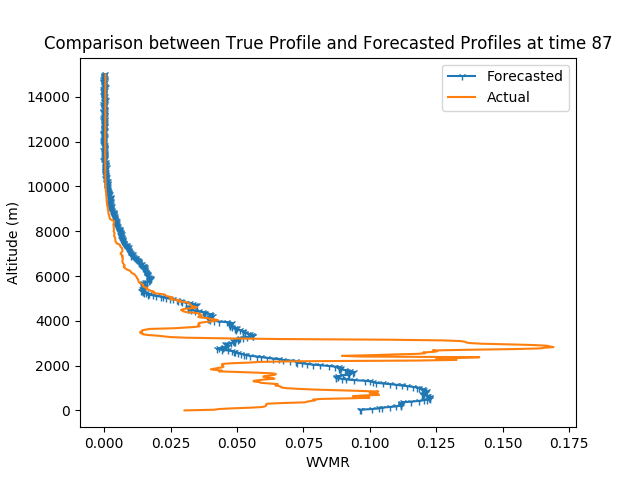 Comparison between True Profile and Forecasted Profiles at time 87
Forecasted
Actual
14000
12000
10000
8000
6000
4000
2000
0
Altitude (m)
0.000 0.025 0.050 0.075 0.100 0.125 0.150 0.175
WVMR